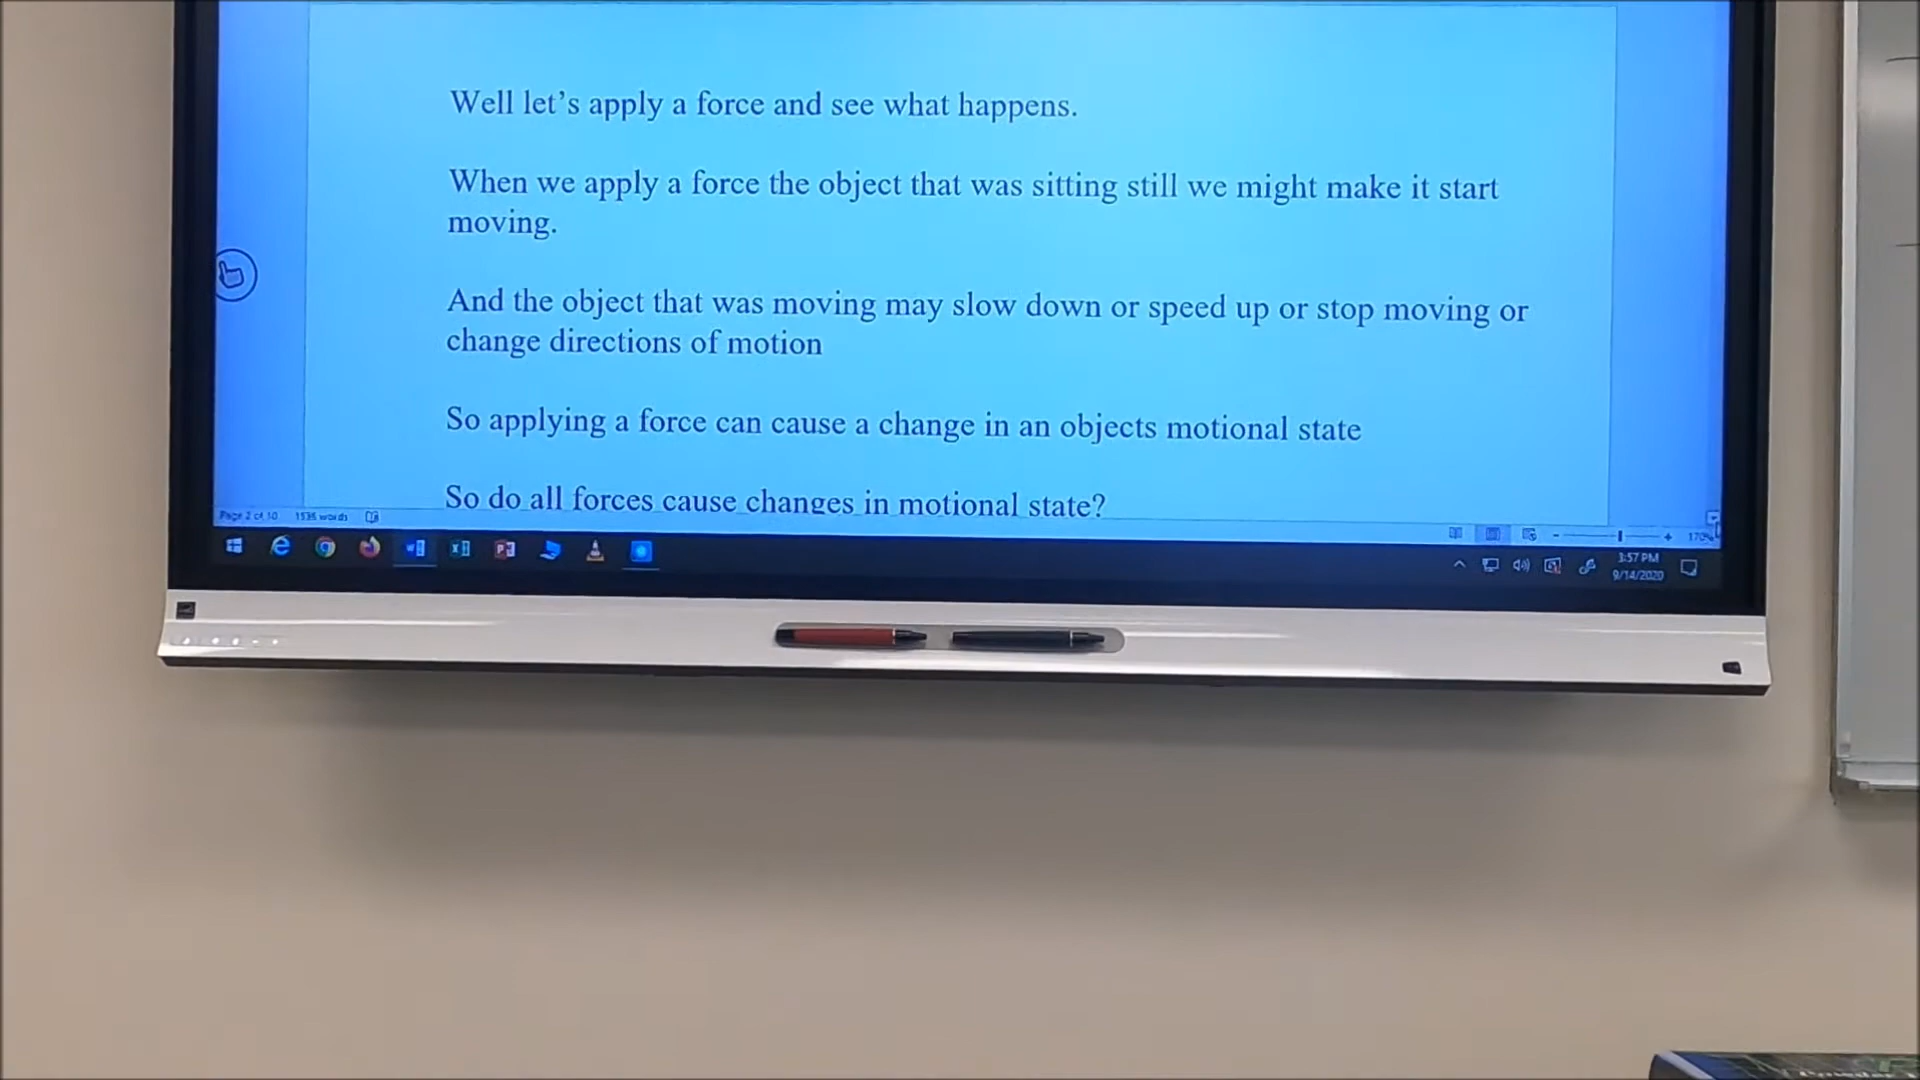 Well let’s apply a force and see what happens.
When we apply a force the object that was sitting still we might make it start
moving.
And the object that was moving may slow down or speed up or stop moving or
change directions of motion
So applying a force can cause a change in an objects motional state
So do all forces cause changes in motional state?
Page 2 of 10 1535 words
170%
3:57 PM
9/14/2020